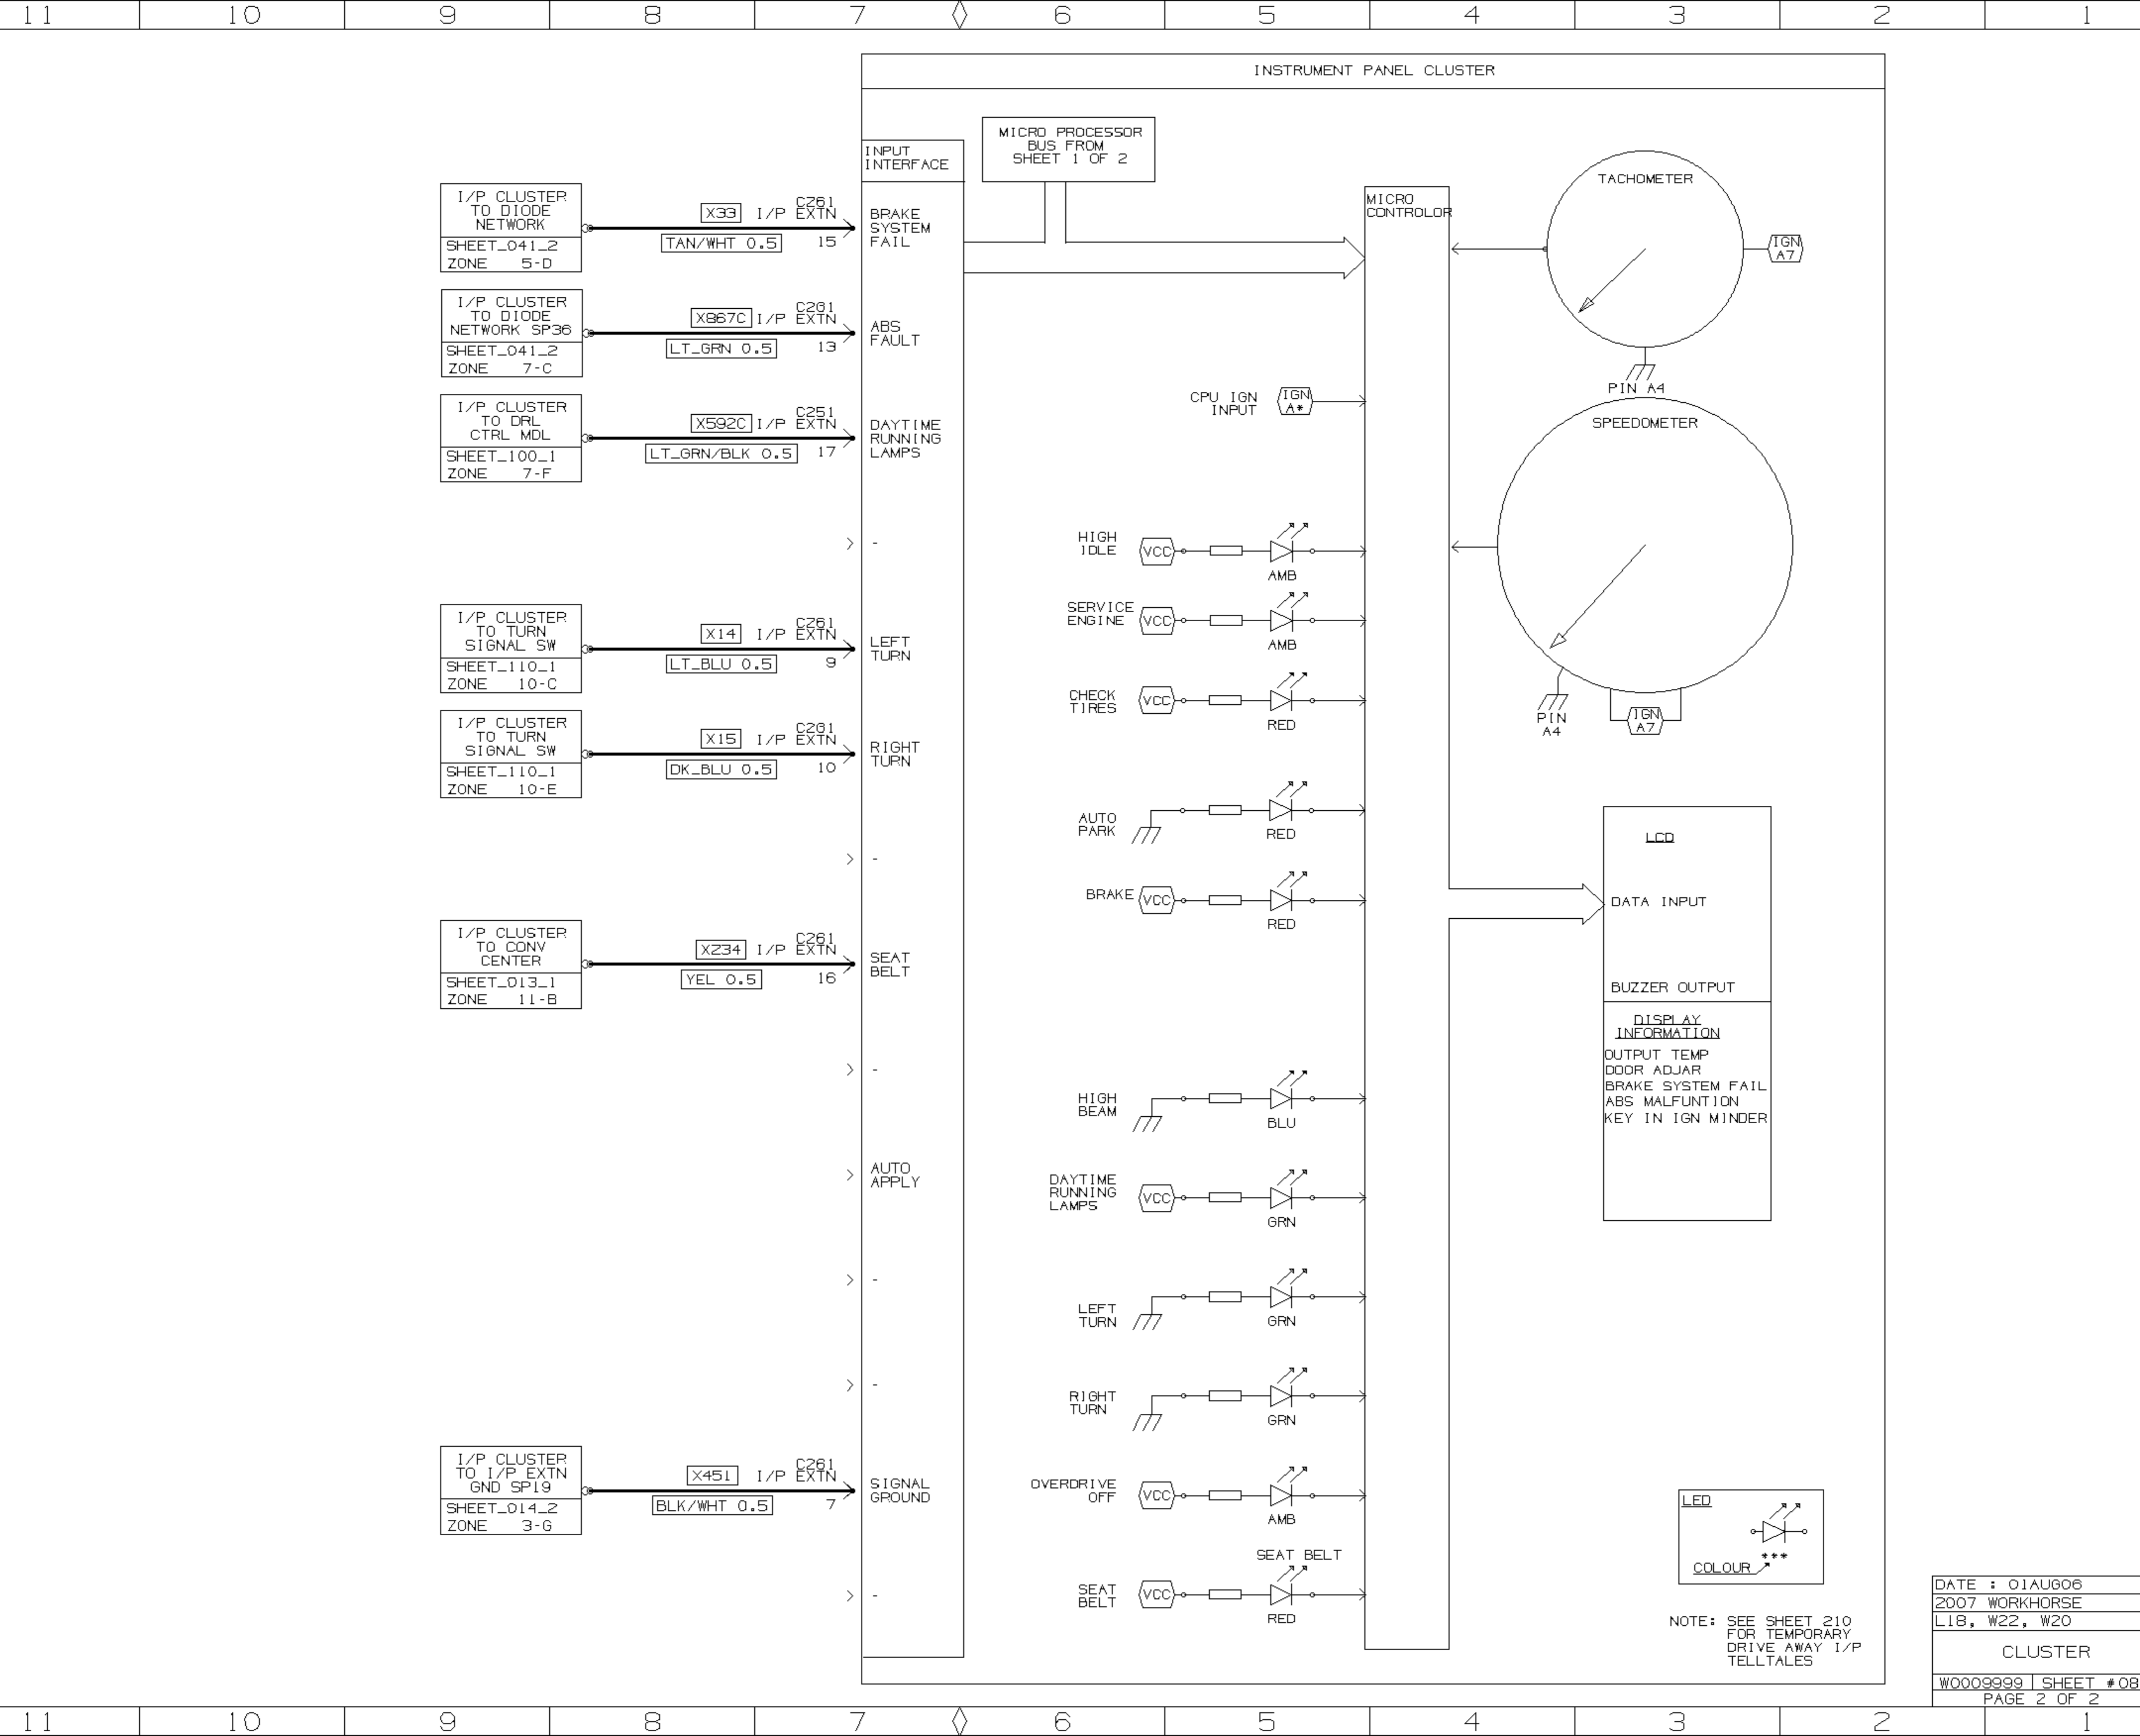 11 10 9 8 7 6 5 4 3 2 1
INSTRUMENT PANEL CLUSTER
MICRO PROCESSOR
BUS FROM
SHEET 1 OF 2
INPUT
INTERFACE
I/P CLUSTER
TO DIODE
NETWORK
SHEET_041_2
ZONE 5-D
X33 I/P C261
EXTN
TAN/WHT 0.5 15
BRAKE
SYSTEM
FAIL
I/P CLUSTER
TO DIODE
NETWORK SP36
SHEET_041_2
ZONE 7-C
X867C I/P C261
EXTN
LT_GRN 0.5 13
ABS
FAULT
I/P CLUSTER
TO DRL
CTRL MDL
SHEET_100_1
ZONE 7-F
X592C I/P C251
EXTN
LT_GRN/BLK 0.5 17
DAYTIME
RUNNING
LAMPS
-
I/P CLUSTER
TO TURN
SIGNAL SW
SHEET_110_1
ZONE 10-C
X14 I/P C261
EXTN
LT_BLU 0.5 9
LEFT
TURN
I/P CLUSTER
TO TURN
SIGNAL SW
SHEET_110_1
ZONE 10-E
X15 I/P C261
EXTN
DK_BLU 0.5 10
RIGHT
TURN
-
I/P CLUSTER
TO CONV
CENTER
SHEET_013_1
ZONE 11-B
X234 I/P C261
EXTN
YEL 0.5 16
SEAT
BELT
-
AUTO
APPLY
-
-
I/P CLUSTER
TO I/P EXTN
GND SP19
SHEET_014_2
ZONE 3-G
X451 I/P C261
EXTN
BLK/WHT 0.5 7
SIGNAL
GROUND
-
MICRO
CONTROLOR
CPU IGN
INPUT
IGN
A*
HIGH
IDLE
VCC
AMB
SERVICE
ENGINE
VCC
AMB
CHECK
TIRES
VCC
RED
AUTO
PARK
RED
BRAKE
VCC
RED
HIGH
BEAM
BLU
DAYTIME
RUNNING
LAMPS
VCC
GRN
LEFT
TURN
GRN
RIGHT
TURN
GRN
OVERDRIVE
OFF
VCC
AMB
SEAT BELT
SEAT
BELT
VCC
RED
TACHOMETER
IGN
A7
PIN A4
SPEEDOMETER
PIN
A4
IGN
A7
LCD
DATA INPUT
BUZZER OUTPUT
DISPLAY
INFORMATION
OUTPUT TEMP
DOOR ADJAR
BRAKE SYSTEM FAIL
ABS MALFUNTION
KEY IN IGN MINDER
LED
***
COLOUR
NOTE: SEE SHEET 210
FOR TEMPORARY
DRIVE AWAY I/P
TELLTALES
DATE : 01AUG06
2007 WORKHORSE
L18, W22, W20
CLUSTER
W0009999 SHEET #08
PAGE 2 OF 2
11 10 9 8 7 6 5 4 3 2 1